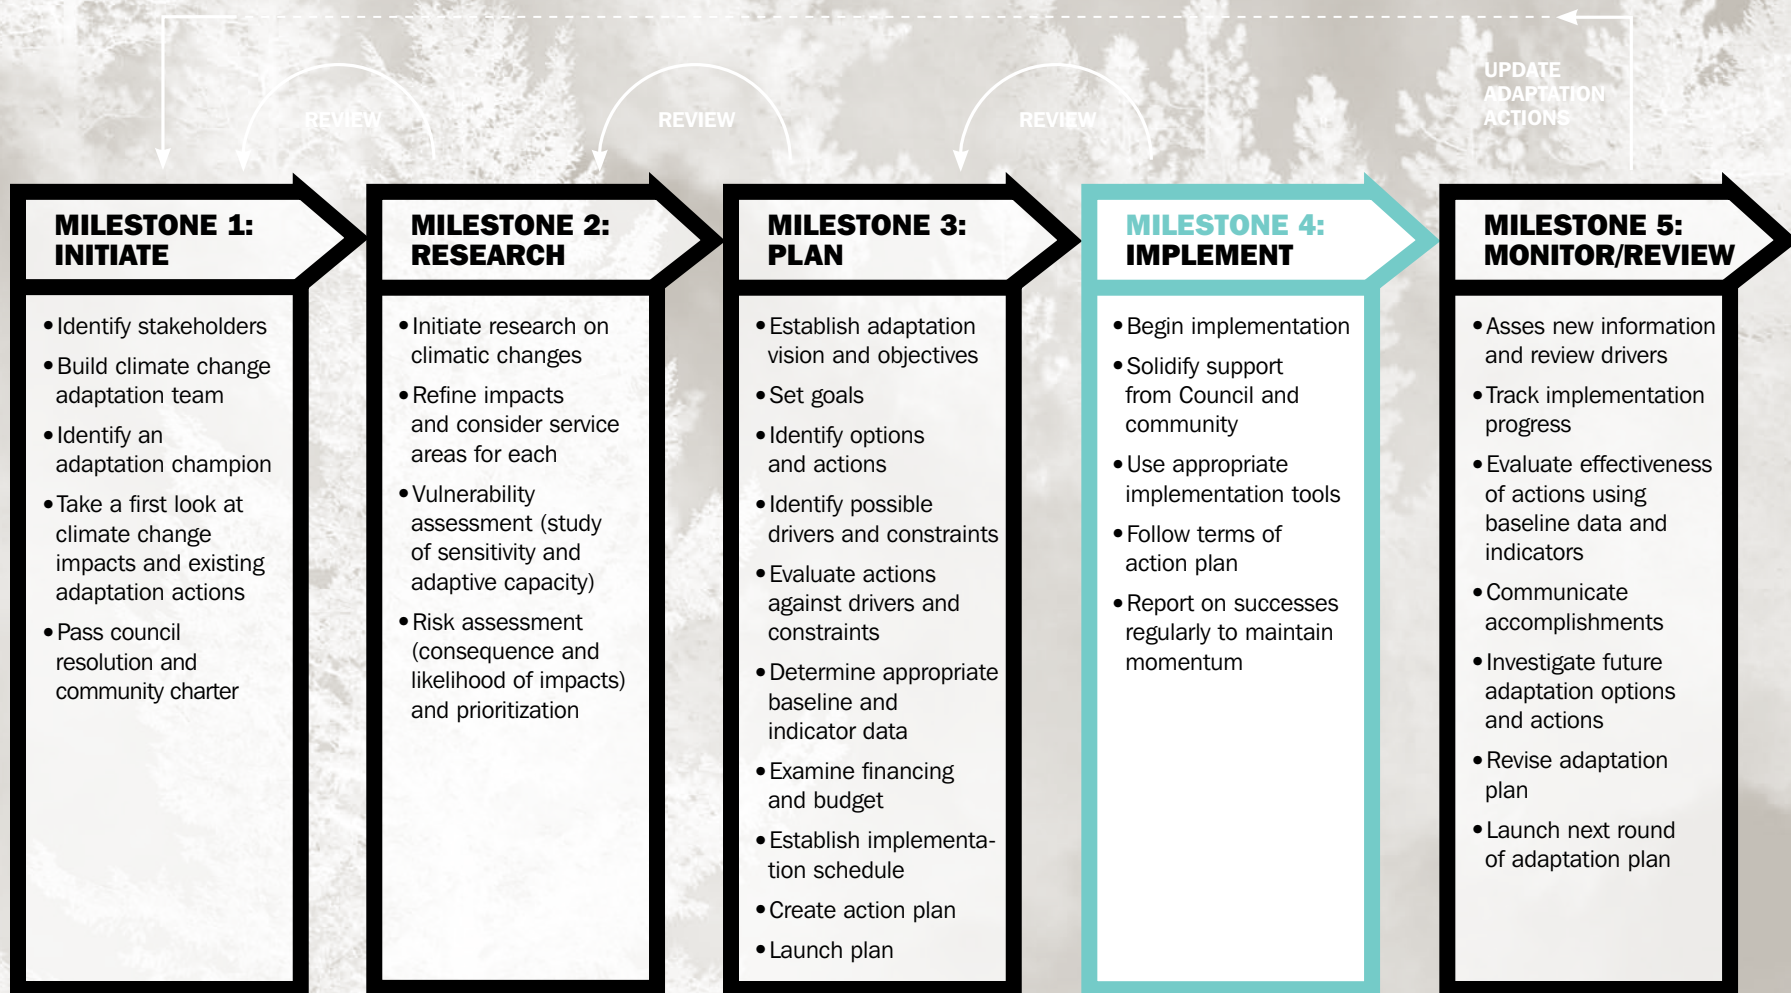 UPDATE
ADAPTATION
ACTIONS
REVIEW
REVIEW
REVIEW
MILESTONE 1:
INITIATE
• Identify stakeholders
• Build climate change
adaptation team
• Identify an
adaptation champion
• Take a first look at
climate change
impacts and existing
adaptation actions
• Pass council
resolution and
community charter
MILESTONE 2:
RESEARCH
• Initiate research on
climatic changes
• Refine impacts
and consider service
areas for each
• Vulnerability
assessment (study
of sensitivity and
adaptive capacity)
• Risk assessment
(consequence and
likelihood of impacts)
and prioritization
MILESTONE 3:
PLAN
• Establish adaptation
vision and objectives
• Set goals
• Identify options
and actions
• Identify possible
drivers and constraints
• Evaluate actions
against drivers and
constraints
• Determine appropriate
baseline and
indicator data
• Examine financing
and budget
• Establish implementa-
tion schedule
• Create action plan
• Launch plan
MILESTONE 4:
IMPLEMENT
• Begin implementation
• Solidify support
from Council and
community
• Use appropriate
implementation tools
• Follow terms of
action plan
• Report on successes
regularly to maintain
momentum
MILESTONE 5:
MONITOR/REVIEW
• Asses new information
and review drivers
• Track implementation
progress
• Evaluate effectiveness
of actions using
baseline data and
indicators
• Communicate
accomplishments
• Investigate future
adaptation options
and actions
• Revise adaptation
plan
• Launch next round
of adaptation plan